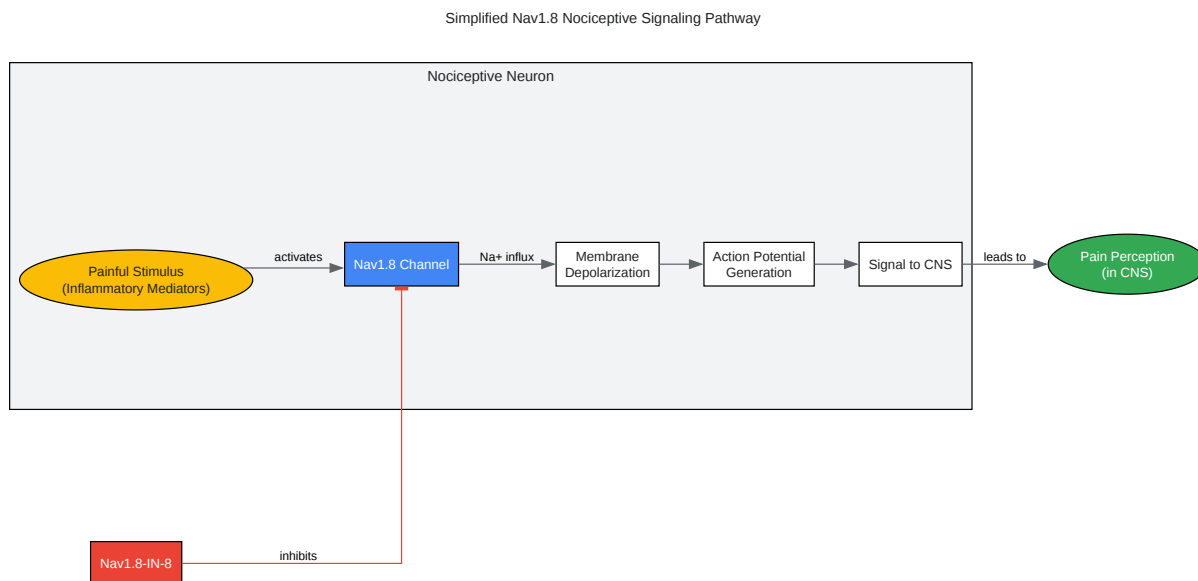 Simplified Nav1.8 Nociceptive Signaling Pathway
Nociceptive Neuron
Painful Stimulus
(Inflammatory Mediators)
activates
Nav1.8 Channel
Na+ influx
Membrane
Depolarization
Action Potential
Generation
Signal to CNS
leads to
Pain Perception
(in CNS)
Nav1.8-IN-8
inhibits